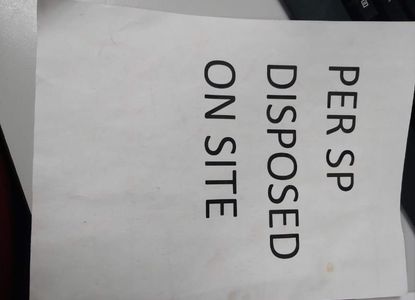 PER SP
DISPOSED
ON SITE